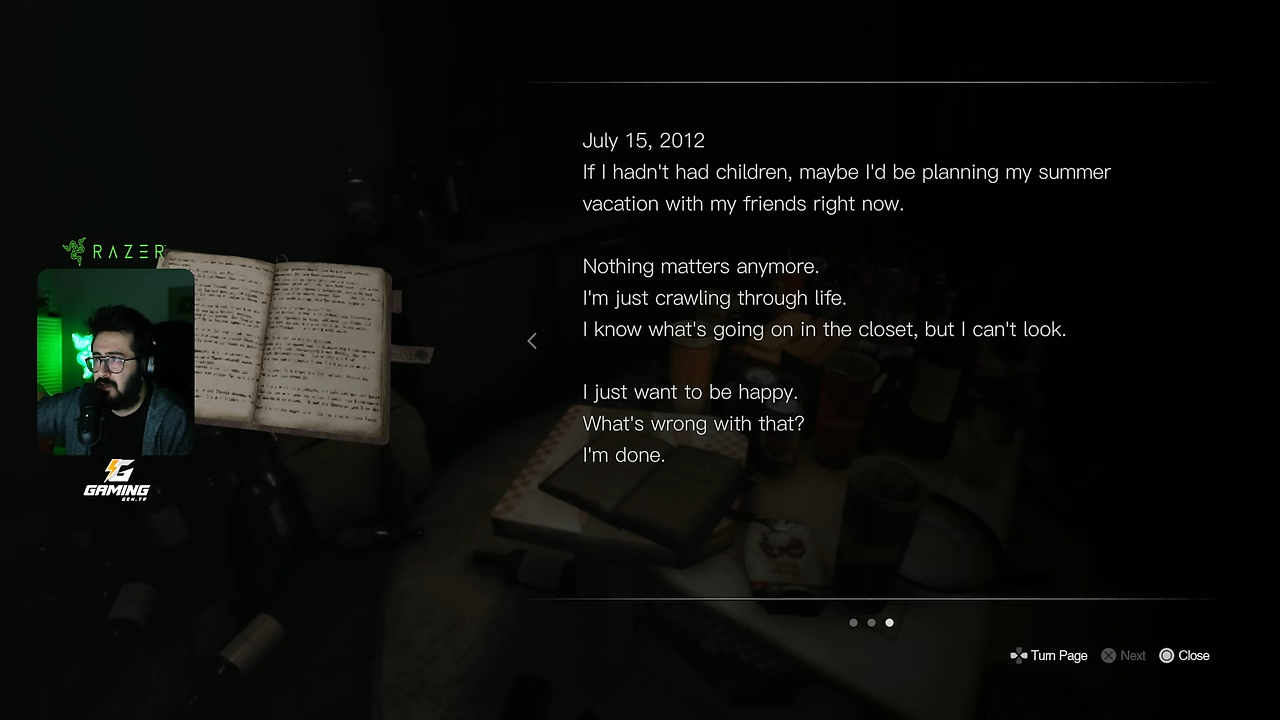 July 15, 2012
If I hadn't had children, maybe I'd be planning my summer
vacation with my friends right now.
Nothing matters anymore.
I'm just crawling through life.
I know what's going on in the closet, but I can't look.
I just want to be happy.
What's wrong with that?
I'm done.
RAZER
GAMING
GEN.TR
Turn Page
Next
Close